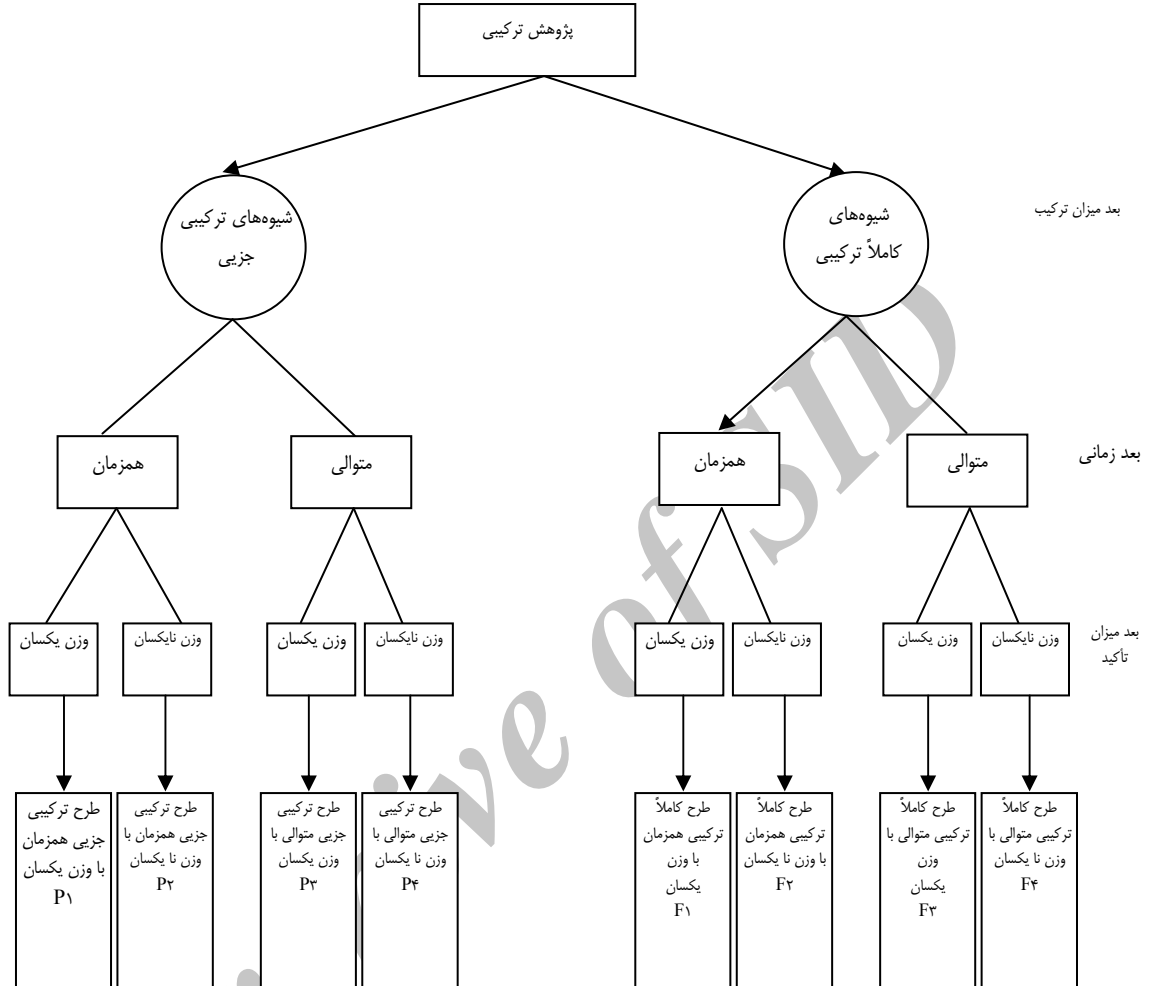 پژوهش ترکیبی
شیوه‌های
کاملاً ترکیبی
شیوه‌های ترکیبی
جزیی
بعد میزان ترکیب
متوالی
همزمان
متوالی
همزمان
بعد زمانی
وزن نایکسان
وزن یکسان
وزن نایکسان
وزن یکسان
وزن نایکسان
وزن یکسان
وزن نایکسان
وزن یکسان
بعد میزان
تأکید
طرح کاملاً
ترکیبی متوالی با
وزن نا یکسان
F۴
طرح کاملاً
ترکیبی متوالی با
وزن
یکسان
F۳
طرح کاملاً
ترکیبی همزمان
با وزن نا یکسان
F۲
طرح کاملاً
ترکیبی همزمان
با وزن
یکسان
F۱
طرح ترکیبی
جزیی متوالی با
وزن نا یکسان
P۴
طرح ترکیبی
جزیی متوالی با
وزن یکسان
P۳
طرح ترکیبی
جزیی همزمان با
وزن نا یکسان
P۲
طرح ترکیبی
جزیی همزمان
با وزن یکسان
P۱
ive of SID